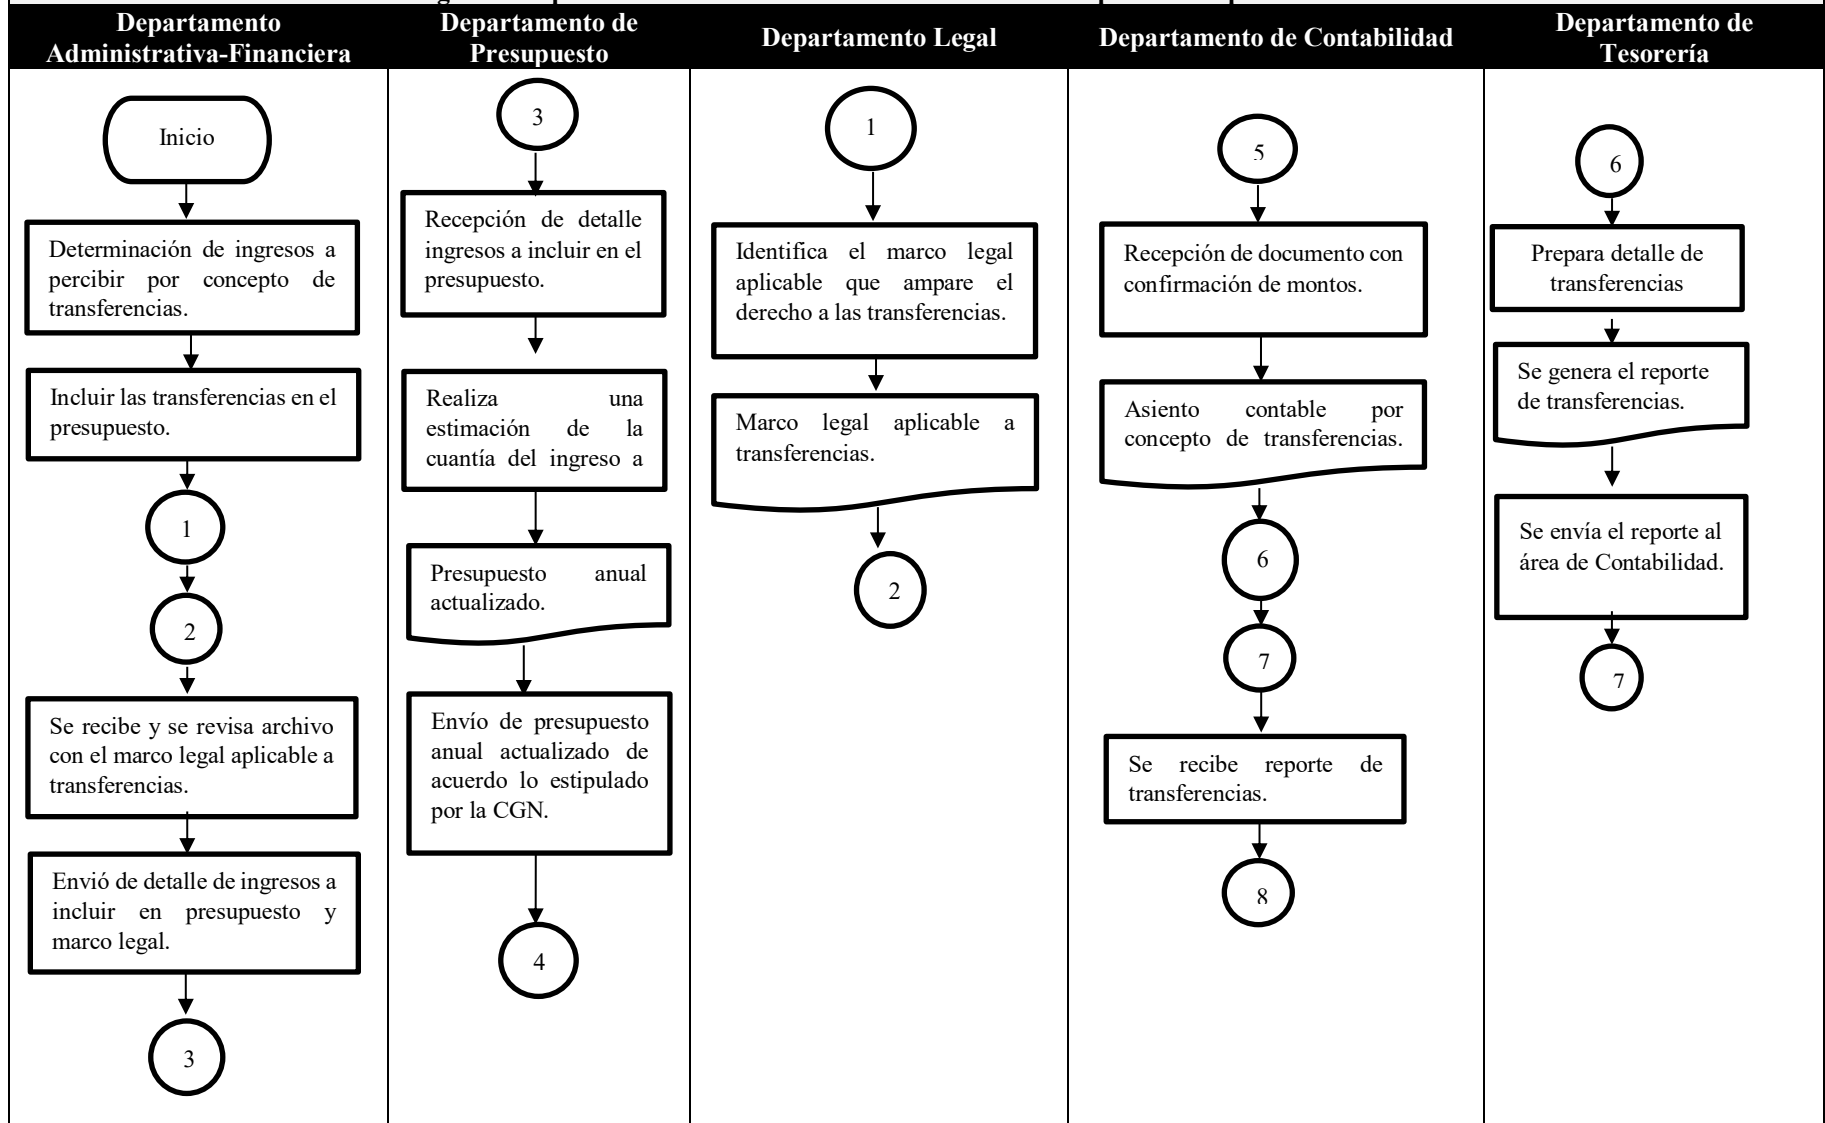 Departamento
Administrativa-Financiera
Departamento de
Presupuesto
Departamento Legal
Departamento de Contabilidad
Departamento de
Tesorería
Inicio
Determinación de ingresos a
percibir por concepto de
transferencias.
Incluir las transferencias en el
presupuesto.
1
2
Se recibe y se revisa archivo
con el marco legal aplicable a
transferencias.
Envió de detalle de ingresos a
incluir en presupuesto y
marco legal.
3
3
Recepción de detalle
ingresos a incluir en el
presupuesto.
Realiza una
estimación de la
cuantía del ingreso a
Presupuesto anual
actualizado.
Envío de presupuesto
anual actualizado de
acuerdo lo estipulado
por la CGN.
4
1
Identifica el marco legal
aplicable que ampare el
derecho a las transferencias.
Marco legal aplicable a
transferencias.
2
5
Recepción de documento con
confirmación de montos.
Asiento contable por
concepto de transferencias.
6
7
Se recibe reporte de
transferencias.
8
6
Prepara detalle de
transferencias
Se genera el reporte
de transferencias.
Se envía el reporte al
área de Contabilidad.
7